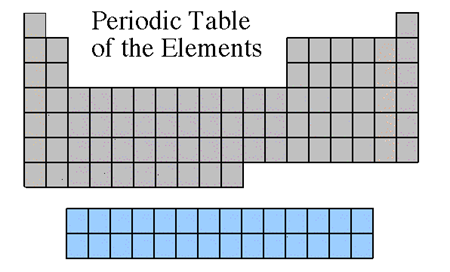 Periodic Table
of the Elements